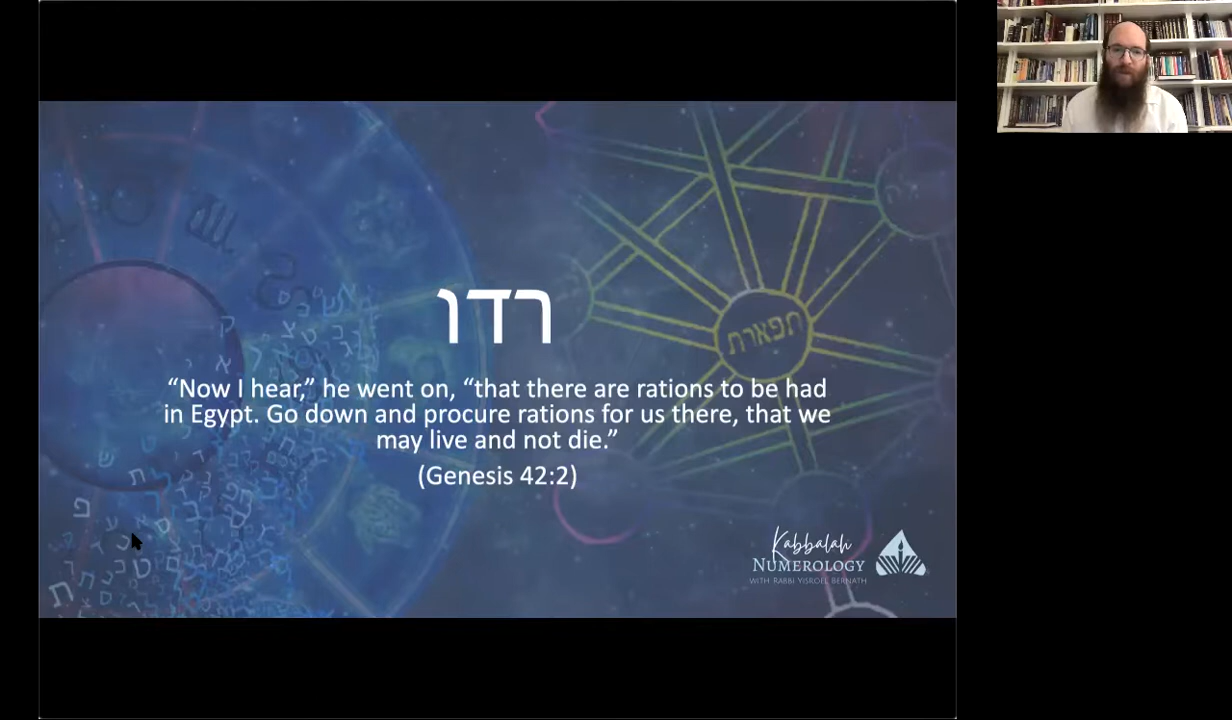 רדו
“Now I hear,” he went on, “that there are rations to be had
in Egypt. Go down and procure rations for us there, that we
may live and not die.”
(Genesis 42:2)
תפארת
Kabbalah
NUMEROLOGY
WITH RABBI YISROEL BERNATH